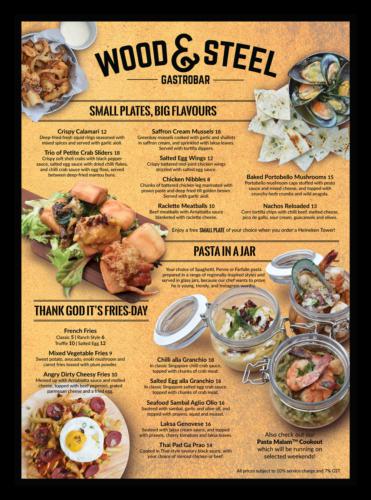 WOOD & STEEL
GASTROBAR
SMALL PLATES, BIG FLAVOURS
Crispy Calamari 12
Deep-fried fresh squid rings seasoned with
mixed spices and served with garlic aioli.
Trio of Petite Crab Sliders 18
Crispy soft shell crabs with black pepper
sauce, salted egg sauce with dried chilli flakes,
and chilli crab sauce with egg floss, served
between deep-fried mantou buns.
Saffron Cream Mussels 18
Greenlip mussels cooked with garlic and shallots
in saffron cream, and sprinkled with laksa leaves.
Served with tortilla dippers.
Salted Egg Wings 12
Crispy battered mid-joint chicken wings
drizzled with salted egg sauce.
Chicken Nibbles 8
Chunks of battered chicken leg marinated with
prawn paste and deep fried till golden brown.
Served with garlic aioli.
Raclette Meatballs 10
Beef meatballs with Arrabiatta sauce
blanketed with raclette cheese.
Baked Portobello Mushrooms 15
Portobello mushroom caps stuffed with pesto
sauce and mixed cheese, and topped with
crunchy herb crumbs and wild arugula.
Nachos Reloaded 13
Corn tortilla chips with chilli beef, melted cheese,
pico de gallo, sour cream, guacamole and olives.
Enjoy a free SMALL PLATE of your choice when you order a Heineken Tower!
PASTA IN A JAR
Your choice of Spaghetti, Penne or Farfalle pasta
prepared in a range of regionally-inspired styles and
served in glass jars, because our chef wants to prove
he is young, trendy, and Instagram-worthy.
THANK GOD IT'S FRIES-DAY
French Fries
Classic 5 | Ranch Style 6
Truffle 10 | Salted Egg 12
Mixed Vegetable Fries 9
Sweet potato, avocado, enoki mushroom and
carrot fries tossed with plum powder.
Angry Dirty Cheesy Fries 10
Messed up with Arrabiatta sauce and melted
cheese, topped with beef pepperoni, grated
parmesan cheese and a fried egg.
Chilli alla Granchio 18
In classic Singapore chilli crab sauce,
topped with chunks of crab meat.
Salted Egg alla Granchio 18
In classic Singapore salted egg crab sauce,
topped with chunks of crab meat.
Seafood Sambal Aglio Olio 16
Sauteed with sambal, garlic and olive oil, and
topped with prawns, squid and mussel.
Laksa Genovese 16
Sauteed with laksa cream sauce, and topped
with prawns, cherry tomatoes and laksa leaves.
Thai Pad Ga Prao 14
Cooked in Thai-style savoury black sauce, with
your choice of minced chicken or beef.
Also check out our
Pasta Malam™ Cookout
which will be running on
selected weekends!
All prices subject to 10% service charge and 7% GST.